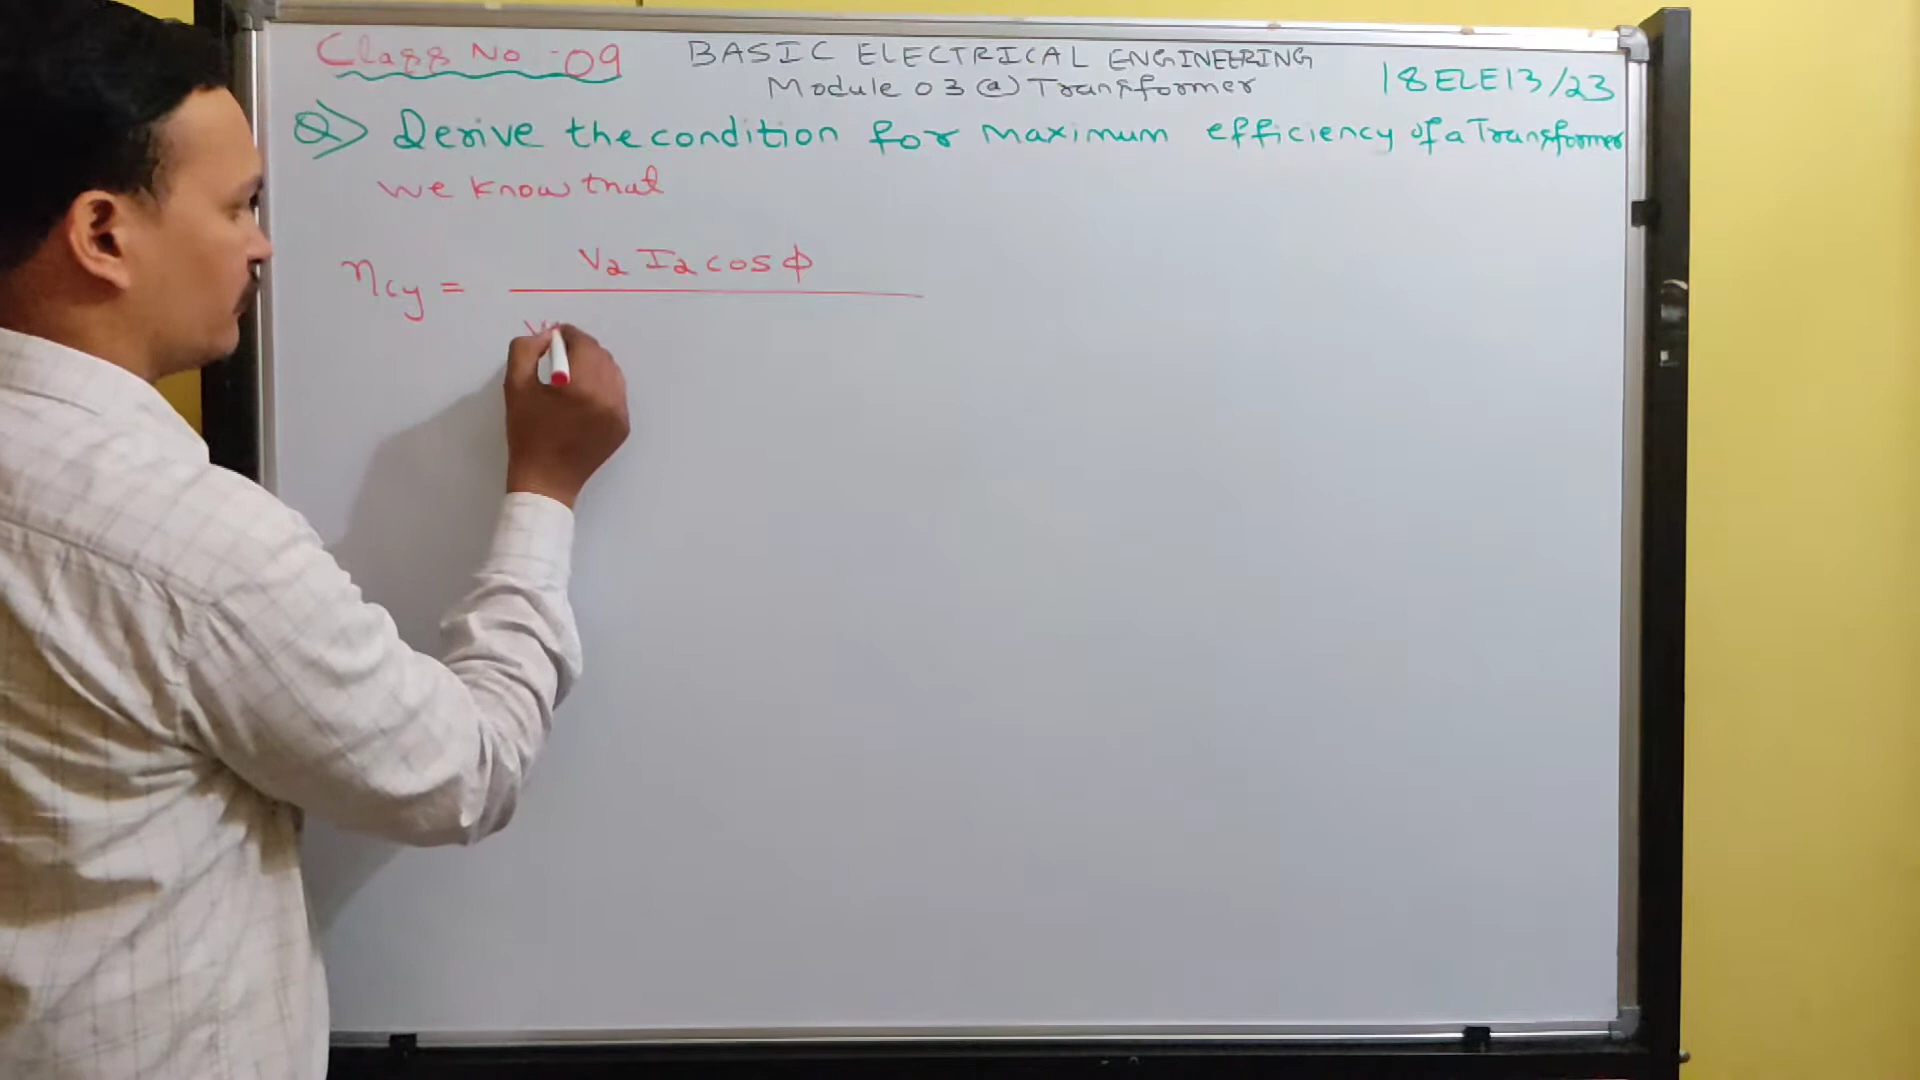 Class No - 09
BASIC ELECTRICAL ENGINEERING
Module 03 (a) Transformer
18ELE13/23
Q> Derive the condition for maximum efficiency of a Transformer
We know that
ηcy = V2 I2 cos ϕ
V